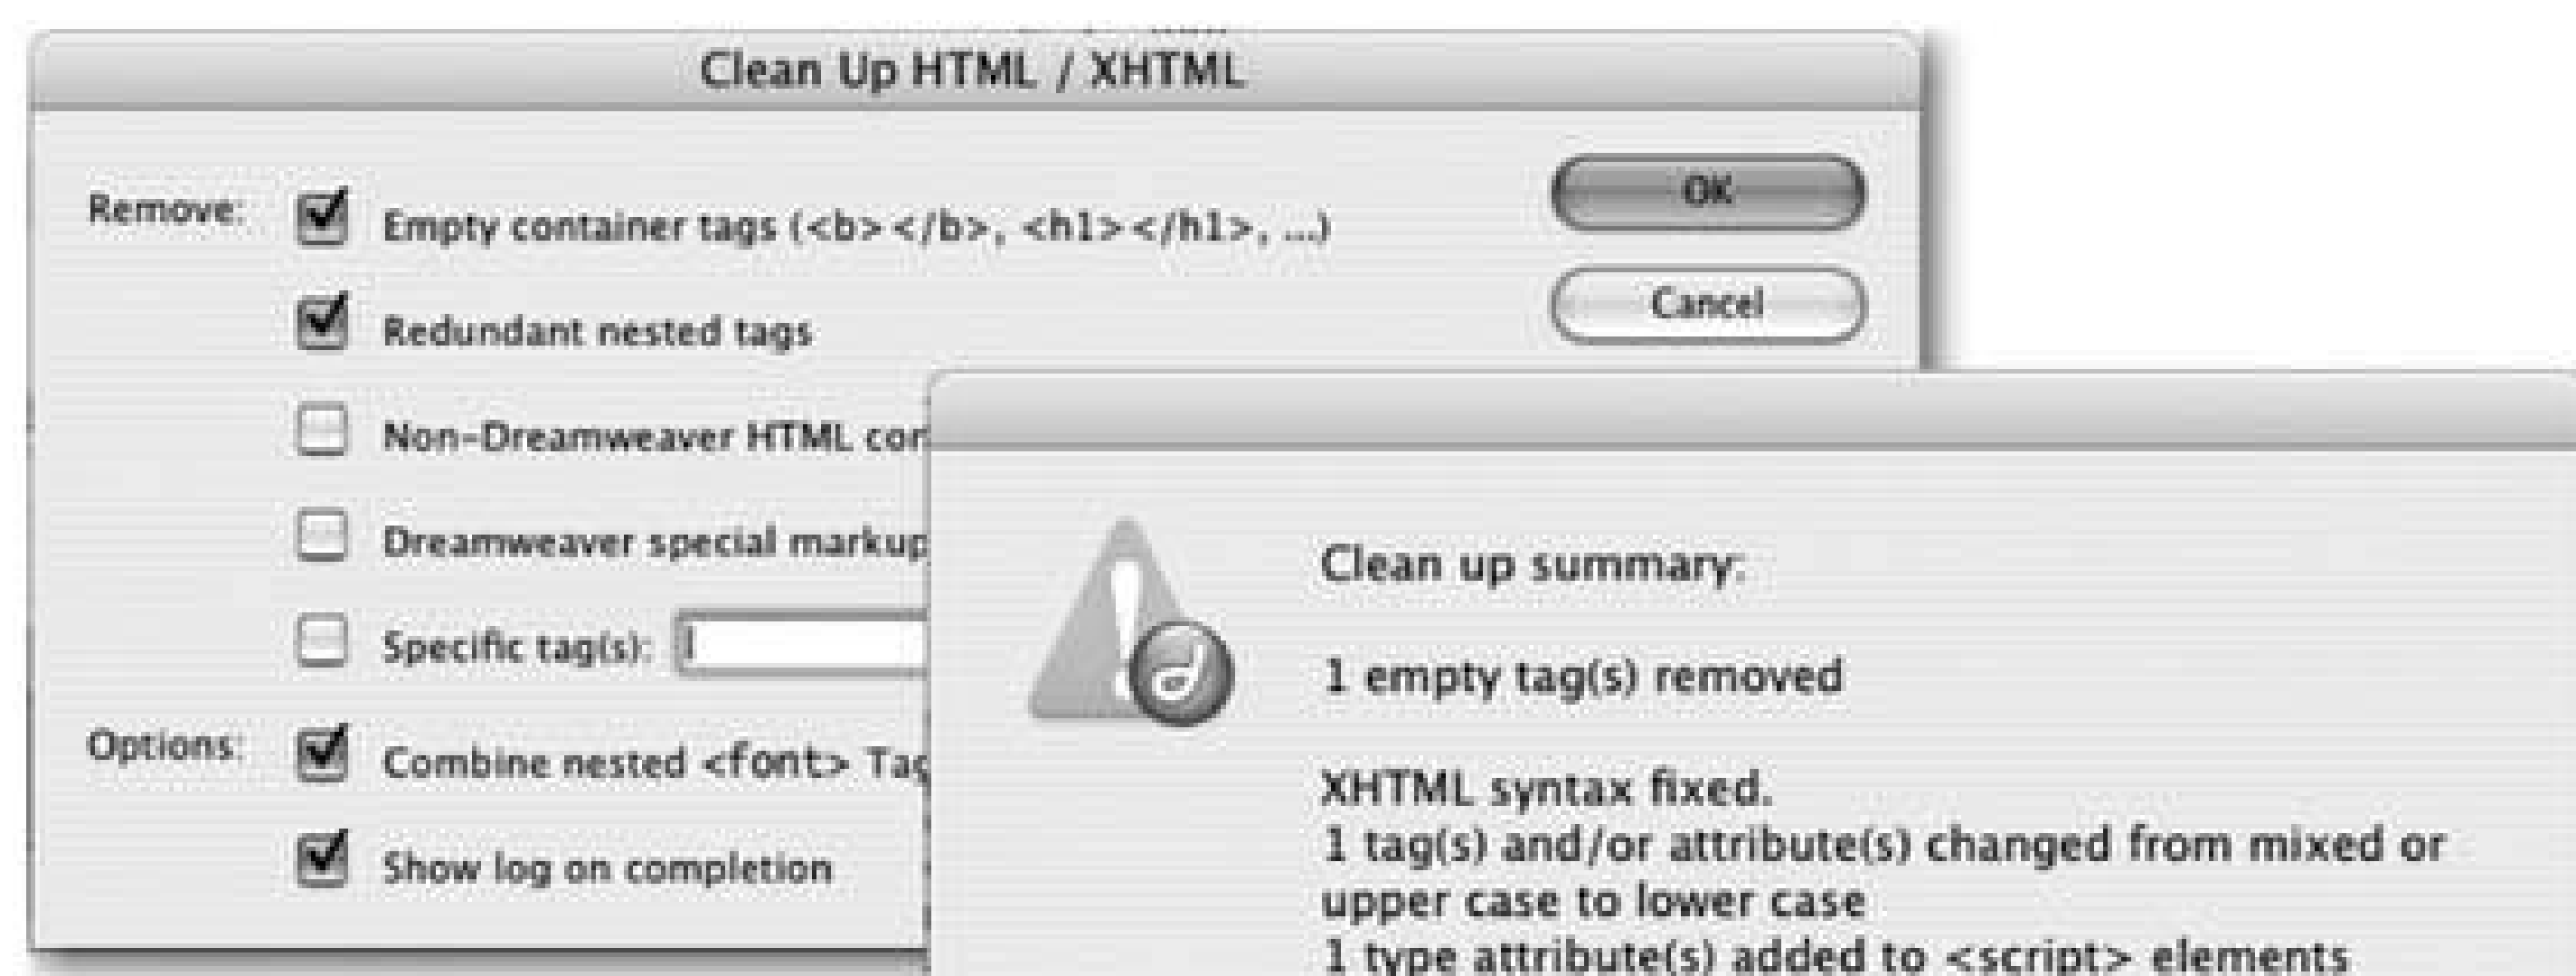 Clean Up HTML / XHTML
Remove:
Empty container tags (<b></b>, <h1></h1>, ...)
OK
Redundant nested tags
Cancel
Non-Dreamweaver HTML
Dreamweaver special markup
Specific tag(s):
Options:
Combine nested <font>
Show log on completion
Clean up summary:
1 empty tag(s) removed
XHTML syntax fixed.
1 tag(s) and/or attribute(s) changed from mixed or
upper case to lower case
1 type attribute(s) added to <script> elements